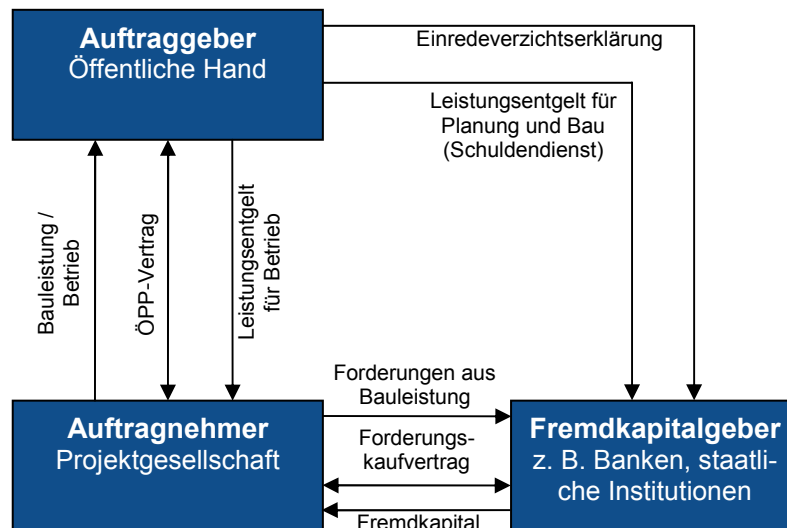 Auftraggeber
Öffentliche Hand
Einredeverzichtserklärung
Leistungsentgelt für
Planung und Bau
(Schuldendienst)
Bauleistung /
Betrieb
ÖPP-Vertrag
Leistungsentgelt
für Betrieb
Forderungen aus
Bauleistung
Auftragnehmer
Projektgesellschaft
Forderungs-
kaufvertrag
Fremdkapital
Fremdkapitalgeber
z. B. Banken, staatli-
che Institutionen